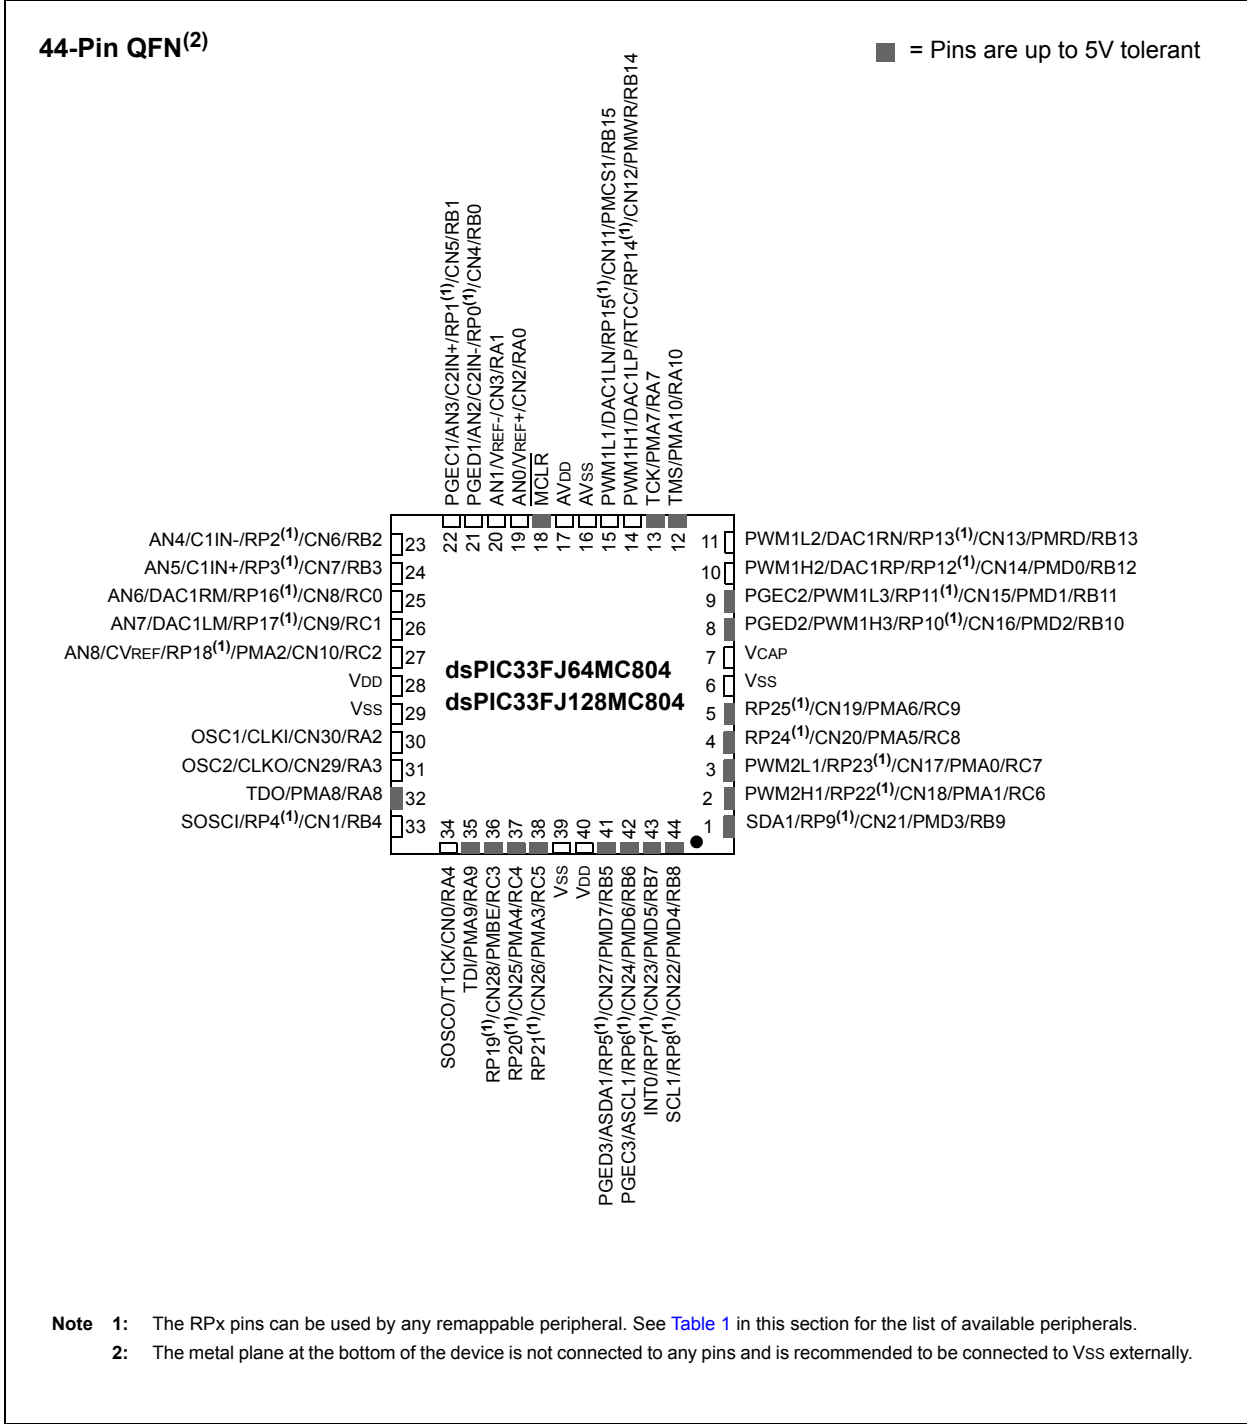 44-Pin QFN(2)
= Pins are up to 5V tolerant
PGEC1/AN3/C2IN+/RP1(1)/CN5/RB1
PGED1/AN2/C2IN-/RP0(1)/CN4/RB0
AN1/VREF-/CN3/RA1
AN0/VREF+/CN2/RA0
MCLR
AVDD
AVSS
PWM1L1/DAC1LN/RP15(1)/CN11/PMCS1/RB15
PWM1H1/DAC1LP/RTCC/RP14(1)/CN12/PMWR/RB14
TCK/PMA7/RA7
TMS/PMA10/RA10
22 21 20 19 18 17 16 15 14 13 12
AN4/C1IN-/RP2(1)/CN6/RB2 23
AN5/C1IN+/RP3(1)/CN7/RB3 24
AN6/DAC1RM/RP16(1)/CN8/RC0 25
AN7/DAC1LM/RP17(1)/CN9/RC1 26
AN8/CVREF/RP18(1)/PMA2/CN10/RC2 27
VDD 28
VSS 29
OSC1/CLKI/CN30/RA2 30
OSC2/CLKO/CN29/RA3 31
TDO/PMA8/RA8 32
SOSCI/RP4(1)/CN1/RB4 33
dsPIC33FJ64MC804
dsPIC33FJ128MC804
11 PWM1L2/DAC1RN/RP13(1)/CN13/PMRD/RB13
10 PWM1H2/DAC1RP/RP12(1)/CN14/PMD0/RB12
9 PGEC2/PWM1L3/RP11(1)/CN15/PMD1/RB11
8 PGED2/PWM1H3/RP10(1)/CN16/PMD2/RB10
7 VCAP
6 VSS
5 RP25(1)/CN19/PMA6/RC9
4 RP24(1)/CN20/PMA5/RC8
3 PWM2L1/RP23(1)/CN17/PMA0/RC7
2 PWM2H1/RP22(1)/CN18/PMA1/RC6
1 SDA1/RP9(1)/CN21/PMD3/RB9
34 35 36 37 38 39 40 41 42 43 44
SOSCO/T1CK/CN0/RA4
TDI/PMA9/RA9
RP19(1)/CN28/PMBE/RC3
RP20(1)/CN25/PMA4/RC4
RP21(1)/CN26/PMA3/RC5
VSS
VDD
PGED3/ASDA1/RP5(1)/CN27/PMD7/RB5
PGEC3/ASCL1/RP6(1)/CN24/PMD6/RB6
INT0/RP7(1)/CN23/PMD5/RB7
SCL1/RP8(1)/CN22/PMD4/RB8
Note 1: The RPx pins can be used by any remappable peripheral. See Table 1 in this section for the list of available peripherals.
2: The metal plane at the bottom of the device is not connected to any pins and is recommended to be connected to VSS externally.